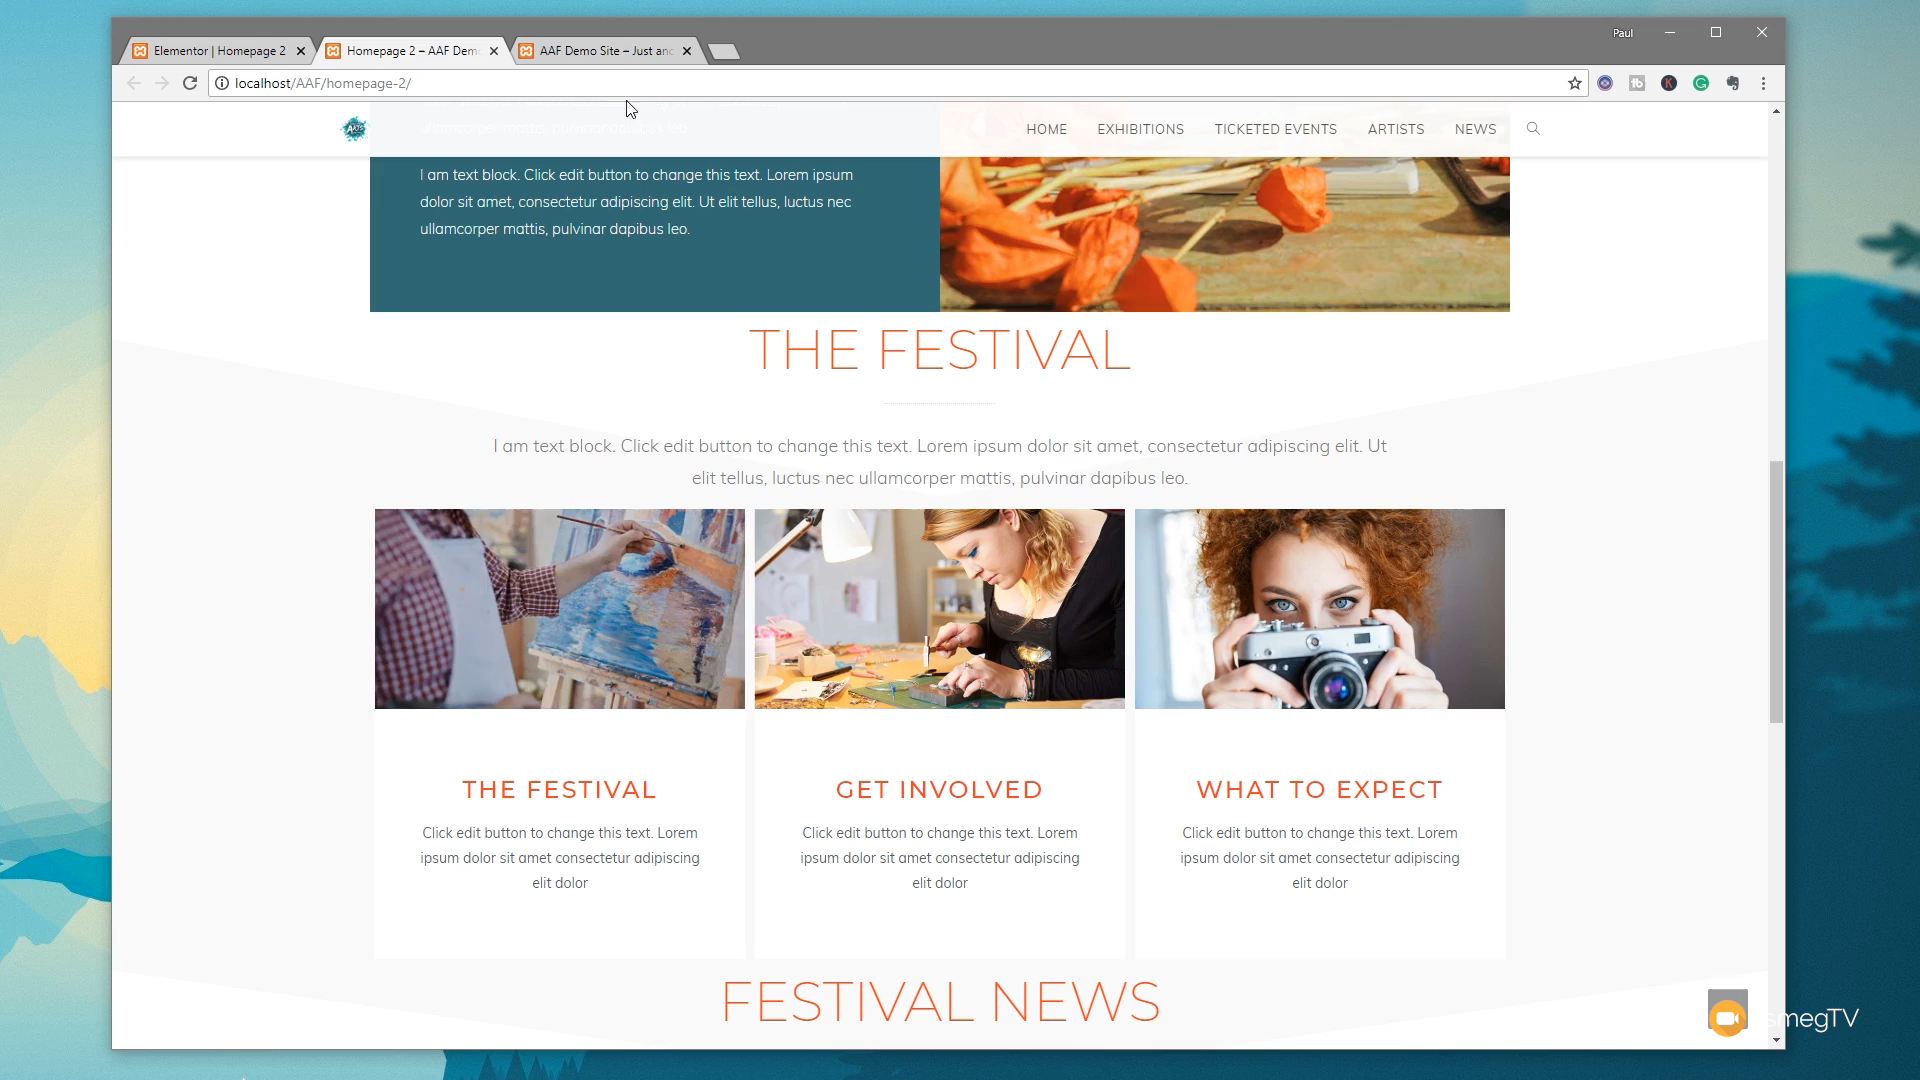 Paul
Elementor | Homepage 2
Homepage 2 – AAF Dem
AAF Demo Site – Just an
localhost/AAF/homepage-2/
HOME
EXHIBITIONS
TICKETED EVENTS
ARTISTS
NEWS
I am text block. Click edit button to change this text. Lorem ipsum
dolor sit amet, consectetur adipiscing elit. Ut elit tellus, luctus nec
ullamcorper mattis, pulvinar dapibus leo.
THE FESTIVAL
I am text block. Click edit button to change this text. Lorem ipsum dolor sit amet, consectetur adipiscing elit. Ut
elit tellus, luctus nec ullamcorper mattis, pulvinar dapibus leo.
THE FESTIVAL
Click edit button to change this text. Lorem
ipsum dolor sit amet consectetur adipiscing
elit dolor
GET INVOLVED
Click edit button to change this text. Lorem
ipsum dolor sit amet consectetur adipiscing
elit dolor
WHAT TO EXPECT
Click edit button to change this text. Lorem
ipsum dolor sit amet consectetur adipiscing
elit dolor
FESTIVAL NEWS
smegTV